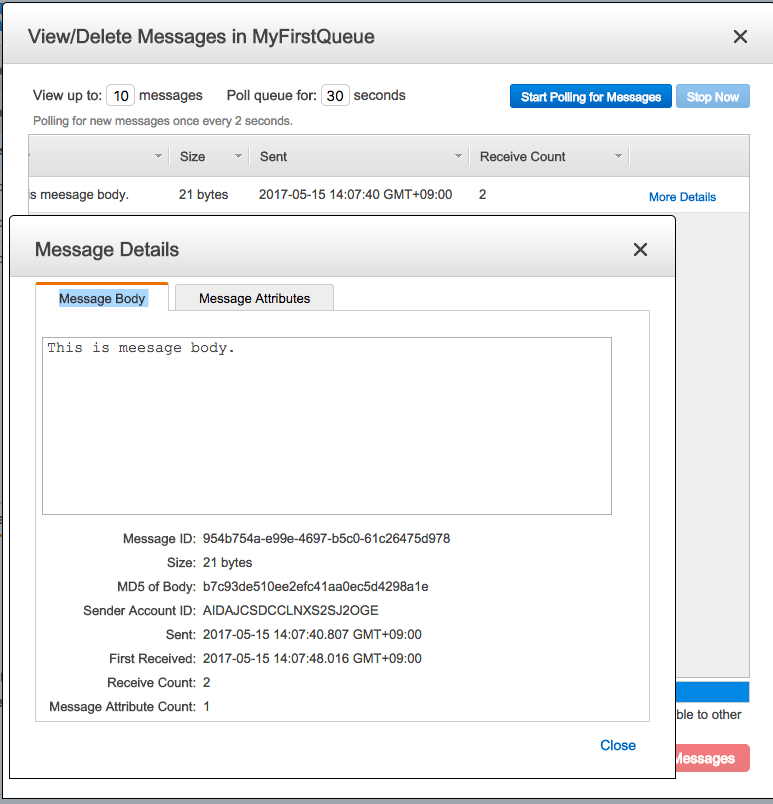 View/Delete Messages in MyFirstQueue
View up to: 10 messages Poll queue for: 30 seconds Start Polling for Messages Stop Now
Polling for new messages once every 2 seconds.
Size Sent Receive Count
is meesage body. 21 bytes 2017-05-15 14:07:40 GMT+09:00 2 More Details
Message Details
Message Body Message Attributes
This is meesage body.
Message ID: 954b754a-e99e-4697-b5c0-61c26475d978
Size: 21 bytes
MD5 of Body: b7c93de510ee2efc41aa0ec5d4298a1e
Sender Account ID: AIDAJCSDCCLNXS2SJ2OGE
Sent: 2017-05-15 14:07:40.807 GMT+09:00
First Received: 2017-05-15 14:07:48.016 GMT+09:00
Receive Count: 2
Message Attribute Count: 1
ble to other
Close
Messages